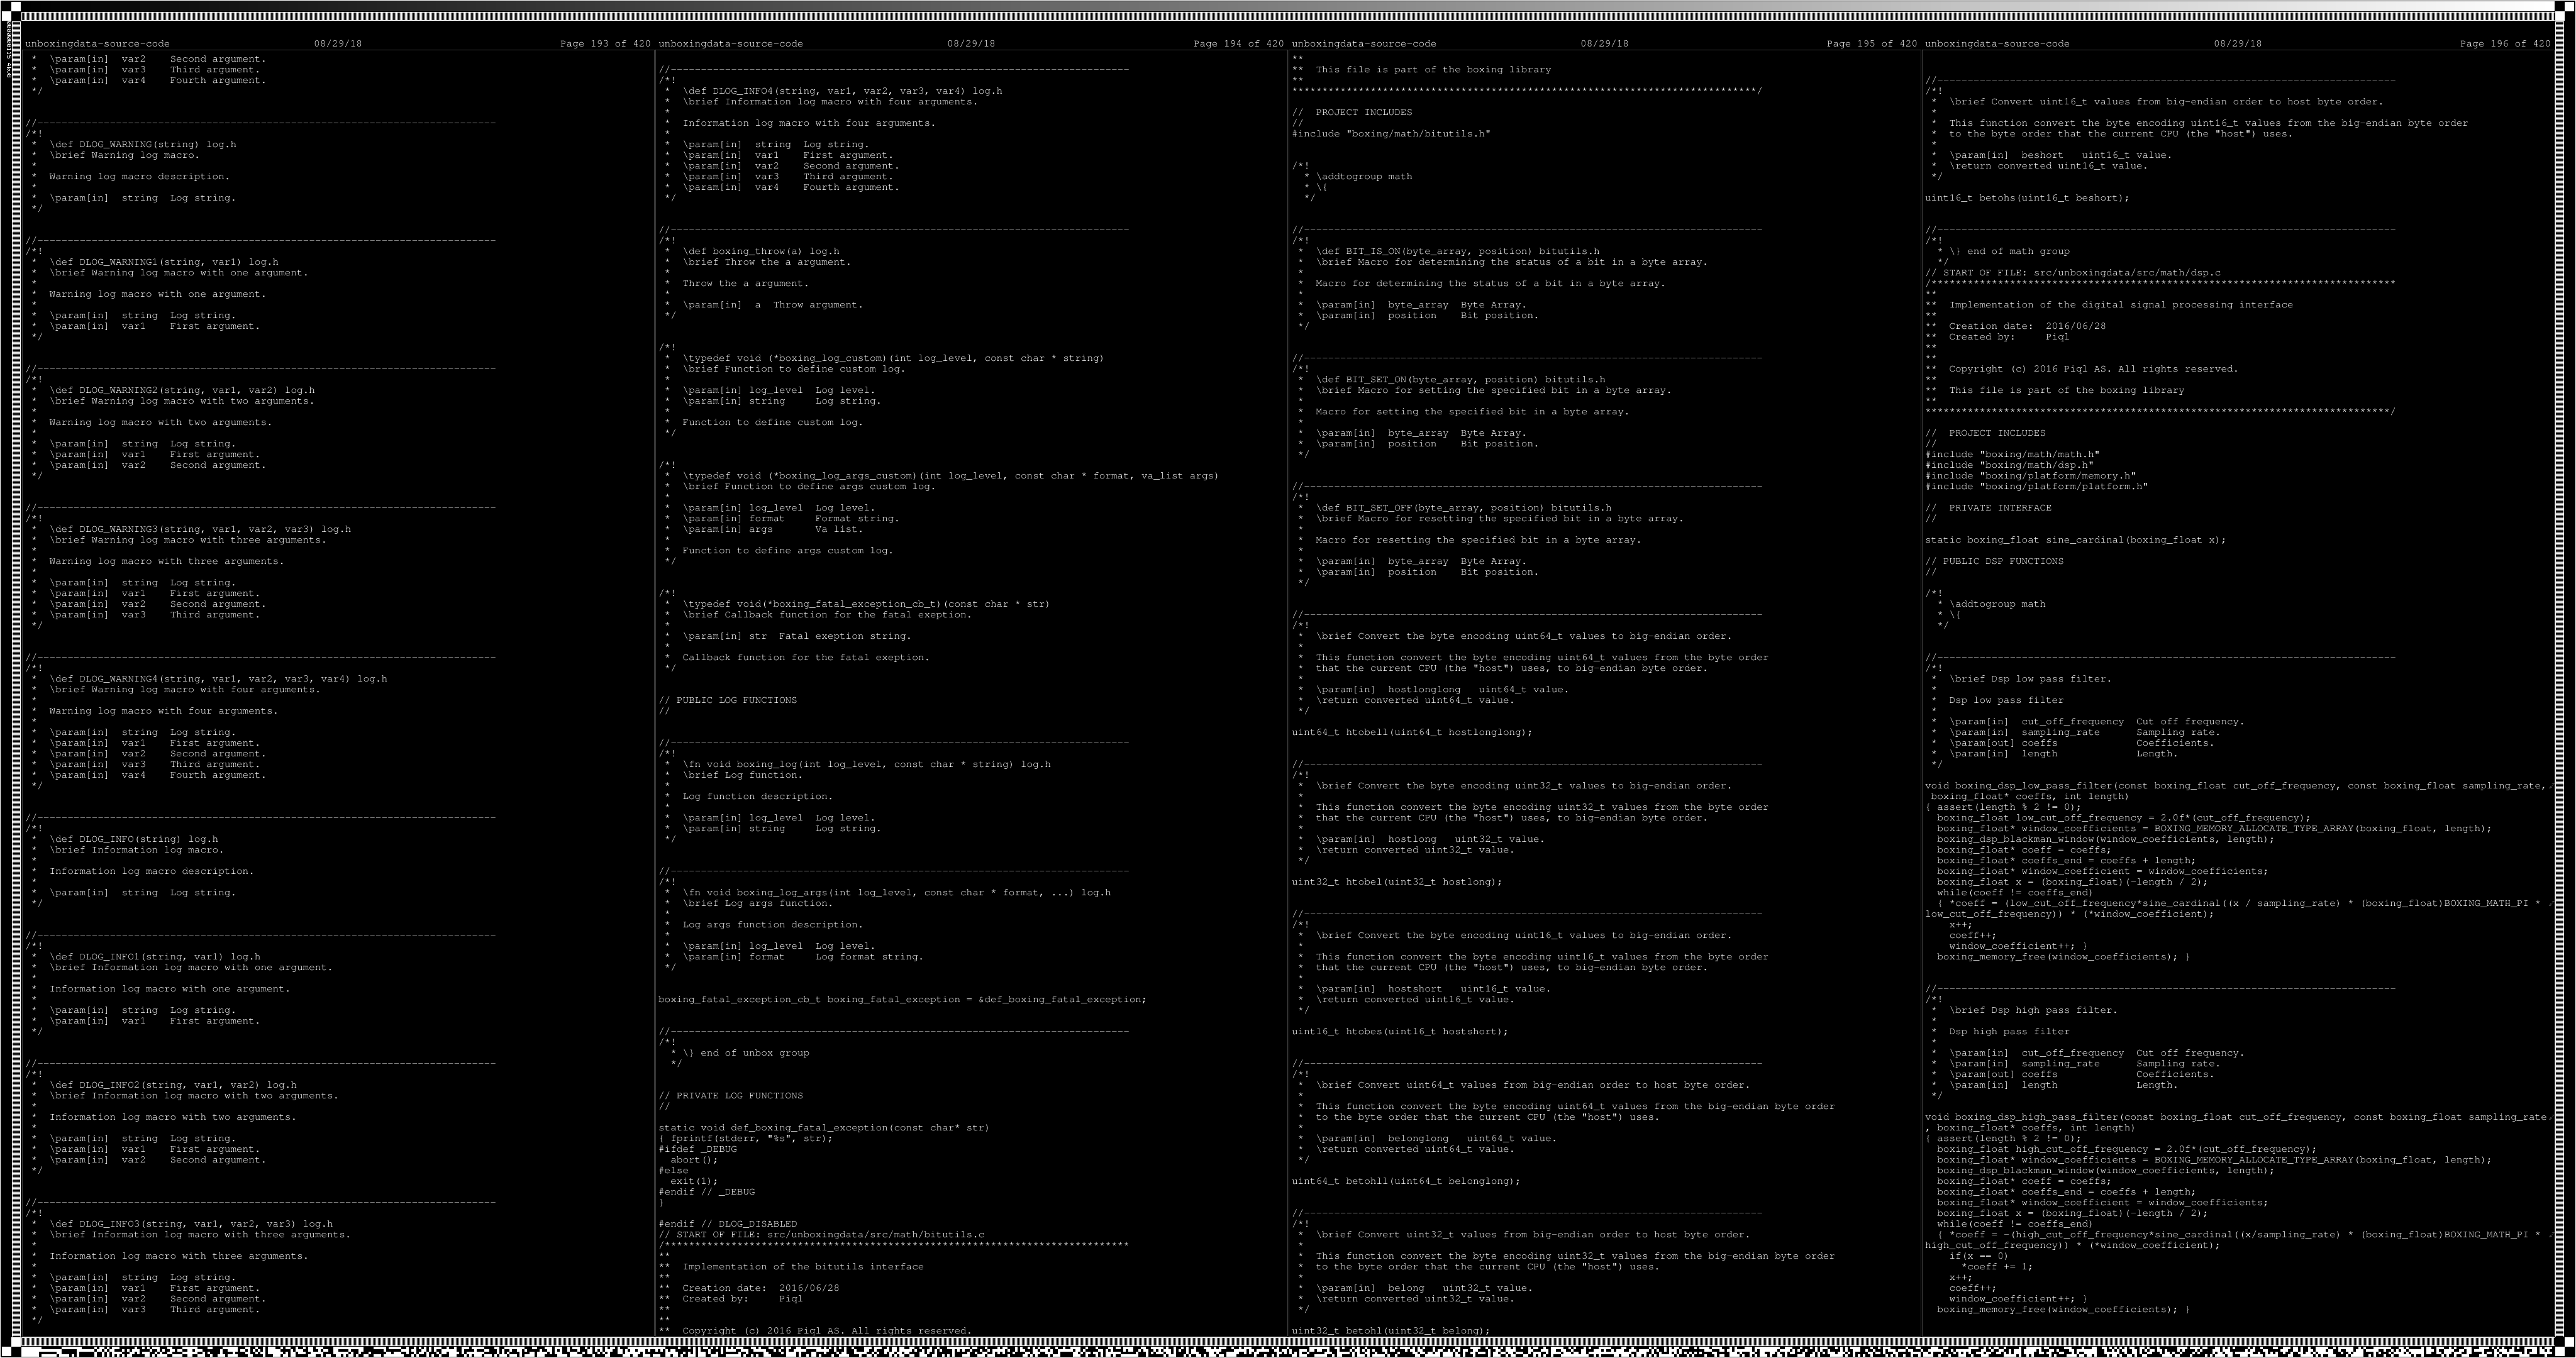 unboxingdata-source-code 08/29/18 Page 193 of 420
 *  \param[in]  var2    Second argument.
 *  \param[in]  var3    Third argument.
 *  \param[in]  var4    Fourth argument.
 */
//----------------------------------------------------------------------------
/*!
 *  \def DLOG_WARNING(string) log.h
 *  \brief Warning log macro.
 *
 *  Warning log macro description.
 *
 *  \param[in]  string  Log string.
 */
//----------------------------------------------------------------------------
/*!
 *  \def DLOG_WARNING1(string, var1) log.h
 *  \brief Warning log macro with one argument.
 *
 *  Warning log macro with one argument.
 *
 *  \param[in]  string  Log string.
 *  \param[in]  var1    First argument.
 */
//----------------------------------------------------------------------------
/*!
 *  \def DLOG_WARNING2(string, var1, var2) log.h
 *  \brief Warning log macro with two arguments.
 *
 *  Warning log macro with two arguments.
 *
 *  \param[in]  string  Log string.
 *  \param[in]  var1    First argument.
 *  \param[in]  var2    Second argument.
 */
//----------------------------------------------------------------------------
/*!
 *  \def DLOG_WARNING3(string, var1, var2, var3) log.h
 *  \brief Warning log macro with three arguments.
 *
 *  Warning log macro with three arguments.
 *
 *  \param[in]  string  Log string.
 *  \param[in]  var1    First argument.
 *  \param[in]  var2    Second argument.
 *  \param[in]  var3    Third argument.
 */
//----------------------------------------------------------------------------
/*!
 *  \def DLOG_WARNING4(string, var1, var2, var3, var4) log.h
 *  \brief Warning log macro with four arguments.
 *
 *  Warning log macro with four arguments.
 *
 *  \param[in]  string  Log string.
 *  \param[in]  var1    First argument.
 *  \param[in]  var2    Second argument.
 *  \param[in]  var3    Third argument.
 *  \param[in]  var4    Fourth argument.
 */
//----------------------------------------------------------------------------
/*!
 *  \def DLOG_INFO(string) log.h
 *  \brief Information log macro.
 *
 *  Information log macro description.
 *
 *  \param[in]  string  Log string.
 */
//----------------------------------------------------------------------------
/*!
 *  \def DLOG_INFO1(string, var1) log.h
 *  \brief Information log macro with one argument.
 *
 *  Information log macro with one argument.
 *
 *  \param[in]  string  Log string.
 *  \param[in]  var1    First argument.
 */
//----------------------------------------------------------------------------
/*!
 *  \def DLOG_INFO2(string, var1, var2) log.h
 *  \brief Information log macro with two arguments.
 *
 *  Information log macro with two arguments.
 *
 *  \param[in]  string  Log string.
 *  \param[in]  var1    First argument.
 *  \param[in]  var2    Second argument.
 */
//----------------------------------------------------------------------------
/*!
 *  \def DLOG_INFO3(string, var1, var2, var3) log.h
 *  \brief Information log macro with three arguments.
 *
 *  Information log macro with three arguments.
 *
 *  \param[in]  string  Log string.
 *  \param[in]  var1    First argument.
 *  \param[in]  var2    Second argument.
 *  \param[in]  var3    Third argument.
 */
unboxingdata-source-code 08/29/18 Page 194 of 420
//----------------------------------------------------------------------------
/*!
 *  \def DLOG_INFO4(string, var1, var2, var3, var4) log.h
 *  \brief Information log macro with four arguments.
 *
 *  Information log macro with four arguments.
 *
 *  \param[in]  string  Log string.
 *  \param[in]  var1    First argument.
 *  \param[in]  var2    Second argument.
 *  \param[in]  var3    Third argument.
 *  \param[in]  var4    Fourth argument.
 */
//----------------------------------------------------------------------------
/*!
 *  \def boxing_throw(a) log.h
 *  \brief Throw the a argument.
 *
 *  Throw the a argument.
 *
 *  \param[in]  a  Throw argument.
 */
/*!
 *  \typedef void (*boxing_log_custom)(int log_level, const char * string)
 *  \brief Function to define custom log.
 *
 *  \param[in] log_level  Log level.
 *  \param[in] string     Log string.
 *
 *  Function to define custom log.
 */
/*!
 *  \typedef void (*boxing_log_args_custom)(int log_level, const char * format, va_list args)
 *  \brief Function to define args custom log.
 *
 *  \param[in] log_level  Log level.
 *  \param[in] format     Format string.
 *  \param[in] args       Va list.
 *
 *  Function to define args custom log.
 */
/*!
 *  \typedef void(*boxing_fatal_exception_cb_t)(const char * str)
 *  \brief Callback function for the fatal exeption.
 *
 *  \param[in] str  Fatal exeption string.
 *
 *  Callback function for the fatal exeption.
 */
// PUBLIC LOG FUNCTIONS
//
//----------------------------------------------------------------------------
/*!
 *  \fn void boxing_log(int log_level, const char * string) log.h
 *  \brief Log function.
 *
 *  Log function description.
 *
 *  \param[in] log_level  Log level.
 *  \param[in] string     Log string.
 */
//----------------------------------------------------------------------------
/*!
 *  \fn void boxing_log_args(int log_level, const char * format, ...) log.h
 *  \brief Log args function.
 *
 *  Log args function description.
 *
 *  \param[in] log_level  Log level.
 *  \param[in] format     Log format string.
 */
boxing_fatal_exception_cb_t boxing_fatal_exception = &def_boxing_fatal_exception;
//----------------------------------------------------------------------------
/*!
  * \} end of unbox group
  */
// PRIVATE LOG FUNCTIONS
//
static void def_boxing_fatal_exception(const char* str)
{ fprintf(stderr, "%s", str);
#ifdef _DEBUG
  abort();
#else
  exit(1);
#endif // _DEBUG
}
#endif // DLOG_DISABLED
// START OF FILE: src/unboxingdata/src/math/bitutils.c
/*****************************************************************************
**
**  Implementation of the bitutils interface
**
**  Creation date:  2016/06/28
**  Created by:     Piql
**
**
**  Copyright (c) 2016 Piql AS. All rights reserved.
unboxingdata-source-code 08/29/18 Page 195 of 420
**
**  This file is part of the boxing library
**
*****************************************************************************/
//  PROJECT INCLUDES
//
#include "boxing/math/bitutils.h"
/*!
  * \addtogroup math
  * \{
  */
//----------------------------------------------------------------------------
/*!
 *  \def BIT_IS_ON(byte_array, position) bitutils.h
 *  \brief Macro for determining the status of a bit in a byte array.
 *
 *  Macro for determining the status of a bit in a byte array.
 *
 *  \param[in]  byte_array  Byte Array.
 *  \param[in]  position    Bit position.
 */
//----------------------------------------------------------------------------
/*!
 *  \def BIT_SET_ON(byte_array, position) bitutils.h
 *  \brief Macro for setting the specified bit in a byte array.
 *
 *  Macro for setting the specified bit in a byte array.
 *
 *  \param[in]  byte_array  Byte Array.
 *  \param[in]  position    Bit position.
 */
//----------------------------------------------------------------------------
/*!
 *  \def BIT_SET_OFF(byte_array, position) bitutils.h
 *  \brief Macro for resetting the specified bit in a byte array.
 *
 *  Macro for resetting the specified bit in a byte array.
 *
 *  \param[in]  byte_array  Byte Array.
 *  \param[in]  position    Bit position.
 */
//----------------------------------------------------------------------------
/*!
 *  \brief Convert the byte encoding uint64_t values to big-endian order.
 *
 *  This function convert the byte encoding uint64_t values from the byte order
 *  that the current CPU (the "host") uses, to big-endian byte order.
 *
 *  \param[in]  hostlonglong   uint64_t value.
 *  \return converted uint64_t value.
 */
uint64_t htobell(uint64_t hostlonglong);
//----------------------------------------------------------------------------
/*!
 *  \brief Convert the byte encoding uint32_t values to big-endian order.
 *
 *  This function convert the byte encoding uint32_t values from the byte order
 *  that the current CPU (the "host") uses, to big-endian byte order.
 *
 *  \param[in]  hostlong   uint32_t value.
 *  \return converted uint32_t value.
 */
uint32_t htobel(uint32_t hostlong);
//----------------------------------------------------------------------------
/*!
 *  \brief Convert the byte encoding uint16_t values to big-endian order.
 *
 *  This function convert the byte encoding uint16_t values from the byte order
 *  that the current CPU (the "host") uses, to big-endian byte order.
 *
 *  \param[in]  hostshort   uint16_t value.
 *  \return converted uint16_t value.
 */
uint16_t htobes(uint16_t hostshort);
//----------------------------------------------------------------------------
/*!
 *  \brief Convert uint64_t values from big-endian order to host byte order.
 *
 *  This function convert the byte encoding uint64_t values from the big-endian byte order
 *  to the byte order that the current CPU (the "host") uses.
 *
 *  \param[in]  belonglong   uint64_t value.
 *  \return converted uint64_t value.
 */
uint64_t betohll(uint64_t belonglong);
//----------------------------------------------------------------------------
/*!
 *  \brief Convert uint32_t values from big-endian order to host byte order.
 *
 *  This function convert the byte encoding uint32_t values from the big-endian byte order
 *  to the byte order that the current CPU (the "host") uses.
 *
 *  \param[in]  belong   uint32_t value.
 *  \return converted uint32_t value.
 */
uint32_t betohl(uint32_t belong);
unboxingdata-source-code 08/29/18 Page 196 of 420
//----------------------------------------------------------------------------
/*!
 *  \brief Convert uint16_t values from big-endian order to host byte order.
 *
 *  This function convert the byte encoding uint16_t values from the big-endian byte order
 *  to the byte order that the current CPU (the "host") uses.
 *
 *  \param[in]  beshort   uint16_t value.
 *  \return converted uint16_t value.
 */
uint16_t betohs(uint16_t beshort);
//----------------------------------------------------------------------------
/*!
  * \} end of math group
  */
// START OF FILE: src/unboxingdata/src/math/dsp.c
/*****************************************************************************
**
**  Implementation of the digital signal processing interface
**
**  Creation date:  2016/06/28
**  Created by:     Piql
**
**
**  Copyright (c) 2016 Piql AS. All rights reserved.
**
**  This file is part of the boxing library
**
*****************************************************************************/
//  PROJECT INCLUDES
//
#include "boxing/math/math.h"
#include "boxing/math/dsp.h"
#include "boxing/platform/memory.h"
#include "boxing/platform/platform.h"
//  PRIVATE INTERFACE
//
static boxing_float sine_cardinal(boxing_float x);
// PUBLIC DSP FUNCTIONS
//
/*!
  * \addtogroup math
  * \{
  */
//----------------------------------------------------------------------------
/*!
 *  \brief Dsp low pass filter.
 *
 *  Dsp low pass filter
 *
 *  \param[in]  cut_off_frequency  Cut off frequency.
 *  \param[in]  sampling_rate      Sampling rate.
 *  \param[out] coeffs             Coefficients.
 *  \param[in]  length             Length.
 */
void boxing_dsp_low_pass_filter(const boxing_float cut_off_frequency, const boxing_float sampling_rate,
 boxing_float* coeffs, int length)
{ assert(length % 2 != 0);
  boxing_float low_cut_off_frequency = 2.0f*(cut_off_frequency);
  boxing_float* window_coefficients = BOXING_MEMORY_ALLOCATE_TYPE_ARRAY(boxing_float, length);
  boxing_dsp_blackman_window(window_coefficients, length);
  boxing_float* coeff = coeffs;
  boxing_float* coeffs_end = coeffs + length;
  boxing_float* window_coefficient = window_coefficients;
  boxing_float x = (boxing_float)(-length / 2);
  while(coeff != coeffs_end)
  { *coeff = (low_cut_off_frequency*sine_cardinal((x / sampling_rate) * (boxing_float)BOXING_MATH_PI *
low_cut_off_frequency)) * (*window_coefficient);
    x++;
    coeff++;
    window_coefficient++; }
  boxing_memory_free(window_coefficients); }
//----------------------------------------------------------------------------
/*!
 *  \brief Dsp high pass filter.
 *
 *  Dsp high pass filter
 *
 *  \param[in]  cut_off_frequency  Cut off frequency.
 *  \param[in]  sampling_rate      Sampling rate.
 *  \param[out] coeffs             Coefficients.
 *  \param[in]  length             Length.
 */
void boxing_dsp_high_pass_filter(const boxing_float cut_off_frequency, const boxing_float sampling_rate
, boxing_float* coeffs, int length)
{ assert(length % 2 != 0);
  boxing_float high_cut_off_frequency = 2.0f*(cut_off_frequency);
  boxing_float* window_coefficients = BOXING_MEMORY_ALLOCATE_TYPE_ARRAY(boxing_float, length);
  boxing_dsp_blackman_window(window_coefficients, length);
  boxing_float* coeff = coeffs;
  boxing_float* coeffs_end = coeffs + length;
  boxing_float* window_coefficient = window_coefficients;
  boxing_float x = (boxing_float)(-length / 2);
  while(coeff != coeffs_end)
  { *coeff = -(high_cut_off_frequency*sine_cardinal((x/sampling_rate) * (boxing_float)BOXING_MATH_PI *
high_cut_off_frequency)) * (*window_coefficient);
    if(x == 0)
      *coeff += 1;
    x++;
    coeff++;
    window_coefficient++; }
  boxing_memory_free(window_coefficients); }